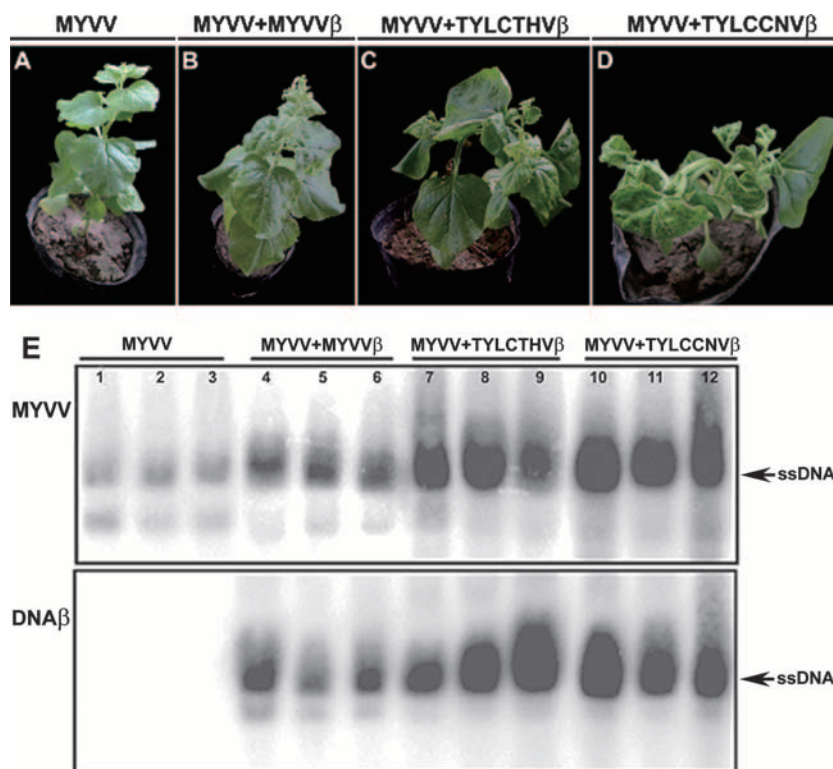 MYVV MYVV+MYVVβ MYVV+TYLCTHVβ MYVV+TYLCCNVβ
A B C D
E MYVV MYVV+MYVVβ MYVV+TYLCTHVβ MYVV+TYLCCNVβ
1 2 3 4 5 6 7 8 9 10 11 12
MYVV
ssDNA
DNAβ
ssDNA